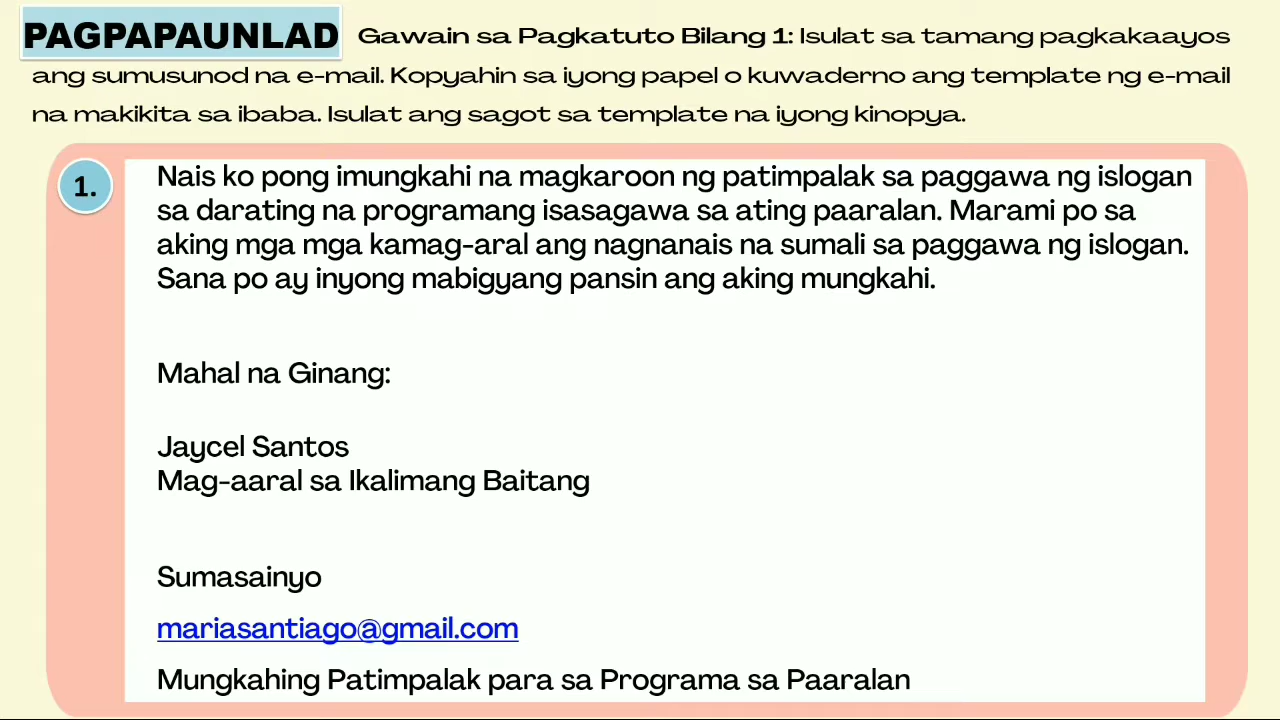 PAGPAPAUNLAD Gawain sa Pagkatuto Bilang 1: Isulat sa tamang pagkakaayos
ang sumusunod na e-mail. Kopyahin sa iyong papel o kuwaderno ang template ng e-mail
na makikita sa ibaba. Isulat ang sagot sa template na iyong kinopya.
1. Nais ko pong imungkahi na magkaroon ng patimpalak sa paggawa ng islogan
sa darating na programang isasagawa sa ating paaralan. Marami po sa
aking mga mga kamag-aral ang nagnanais na sumali sa paggawa ng islogan.
Sana po ay inyong mabigyang pansin ang aking mungkahi.
Mahal na Ginang:
Jaycel Santos
Mag-aaral sa Ikalimang Baitang
Sumasainyo
mariasantiago@gmail.com
Mungkahing Patimpalak para sa Programa sa Paaralan